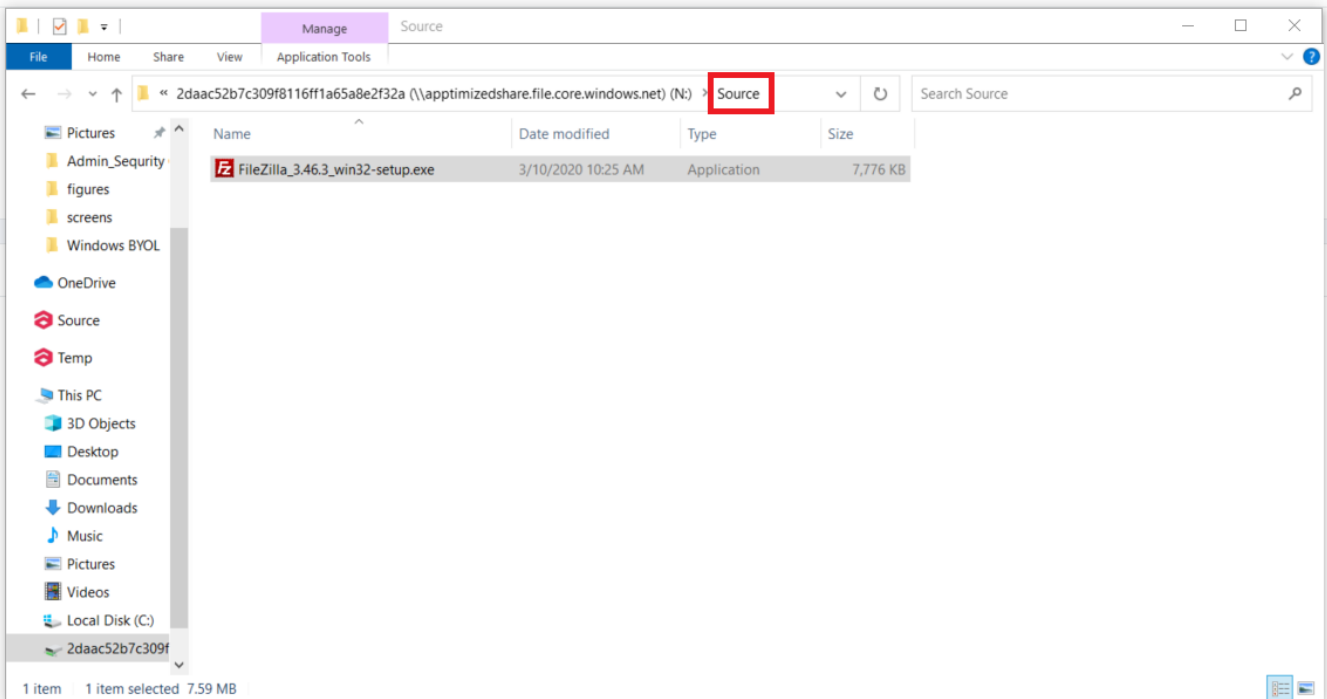 Manage Source
File Home Share View Application Tools
« 2daac52b7c309f8116ff1a65a8e2f32a (\\apptimizedshare.file.core.windows.net) (N:) > Source Search Source
Name Date modified Type Size
FileZilla_3.46.3_win32-setup.exe 3/10/2020 10:25 AM Application 7,776 KB
Pictures
Admin_Sequrity
figures
screens
Windows BYOL
OneDrive
Source
Temp
This PC
3D Objects
Desktop
Documents
Downloads
Music
Pictures
Videos
Local Disk (C:)
2daac52b7c309f
1 item 1 item selected 7.59 MB